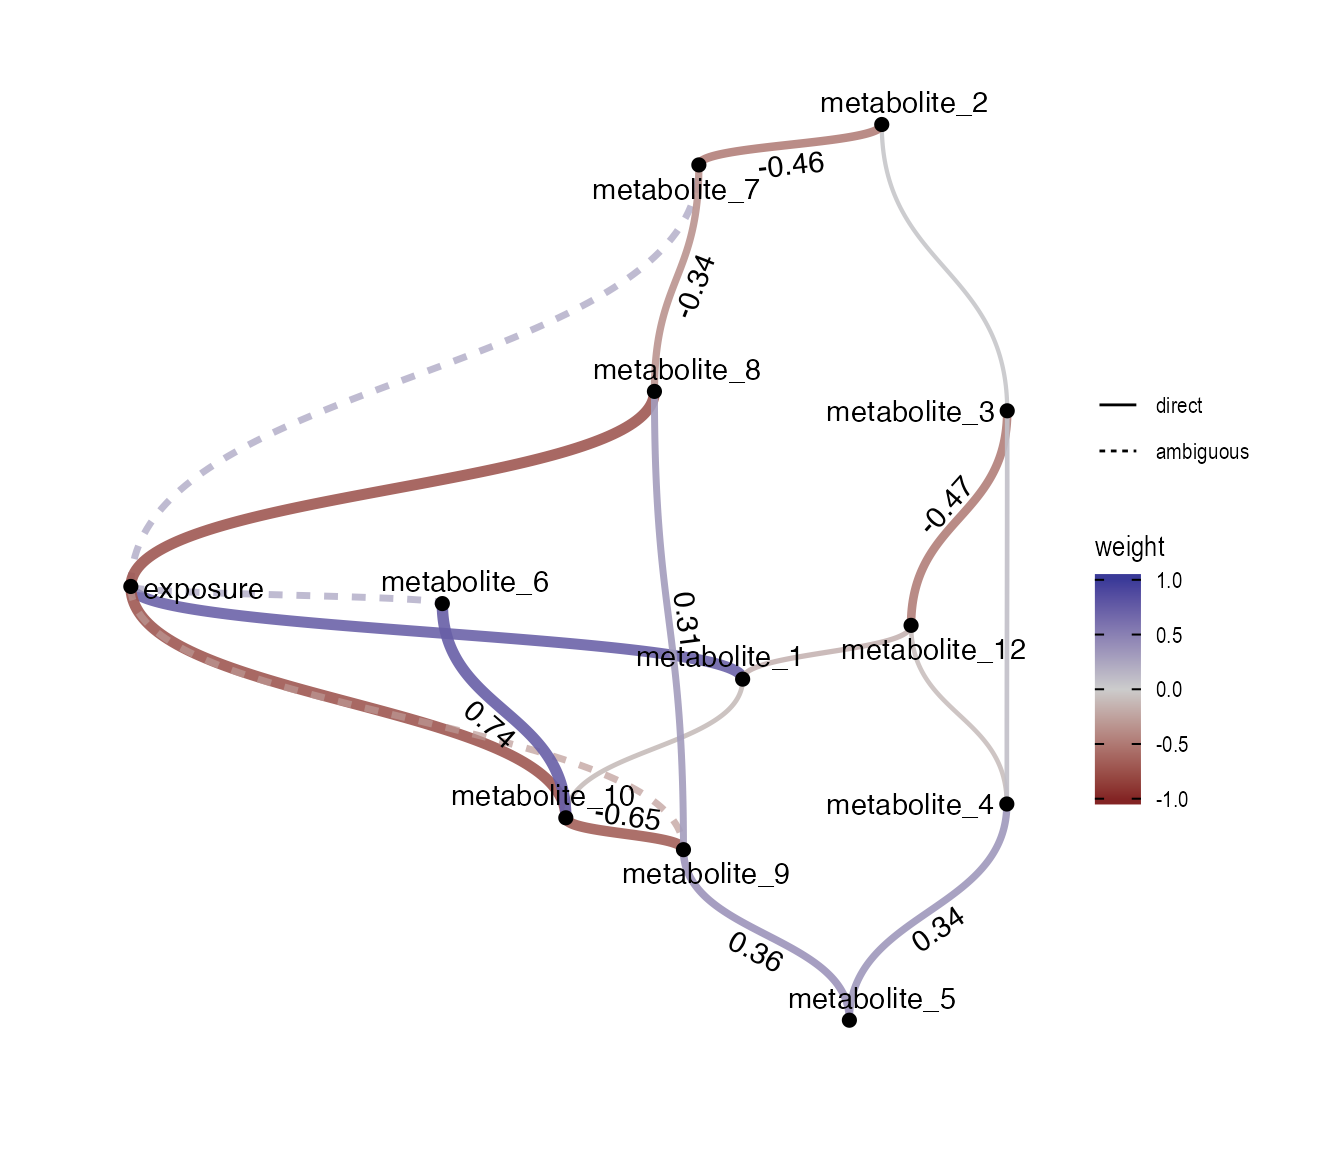 metabolite_2
-0.46
metabolite_7
-0.34
metabolite_8
metabolite_3
direct
ambiguous
-0.47
weight
1.0
0.5
0.0
-0.5
-1.0
exposure
metabolite_6
0.31
metabolite_1
metabolite_12
0.74
metabolite_10
-0.65
metabolite_4
metabolite_9
0.36
0.34
metabolite_5